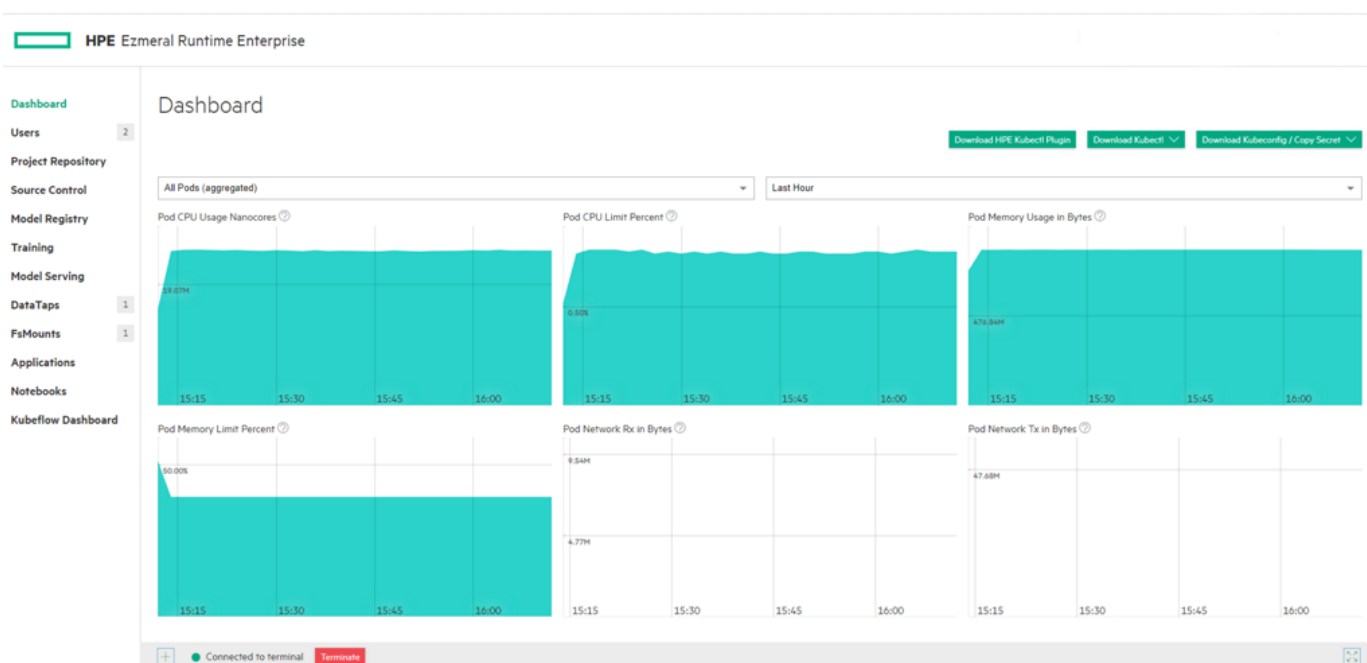 HPE Ezmeral Runtime Enterprise
Dashboard
Users 2
Project Repository
Source Control
Model Registry
Training
Model Serving
DataTaps 1
FsMounts 1
Applications
Notebooks
Kubeflow Dashboard
Dashboard
Download HPE Kubectl Plugin Download Kubectl Download Kubeconfig / Copy Secret
All Pods (aggregated) Last Hour
Pod CPU Usage Nanocores ?
19.07M
15:15 15:30 15:45 16:00
Pod CPU Limit Percent ?
0.50%
15:15 15:30 15:45 16:00
Pod Memory Usage in Bytes ?
476.84M
15:15 15:30 15:45 16:00
Pod Memory Limit Percent ?
50.00%
15:15 15:30 15:45 16:00
Pod Network Rx in Bytes ?
9.54M
4.77M
15:15 15:30 15:45 16:00
Pod Network Tx in Bytes ?
47.68M
15:15 15:30 15:45 16:00
Connected to terminal Terminate